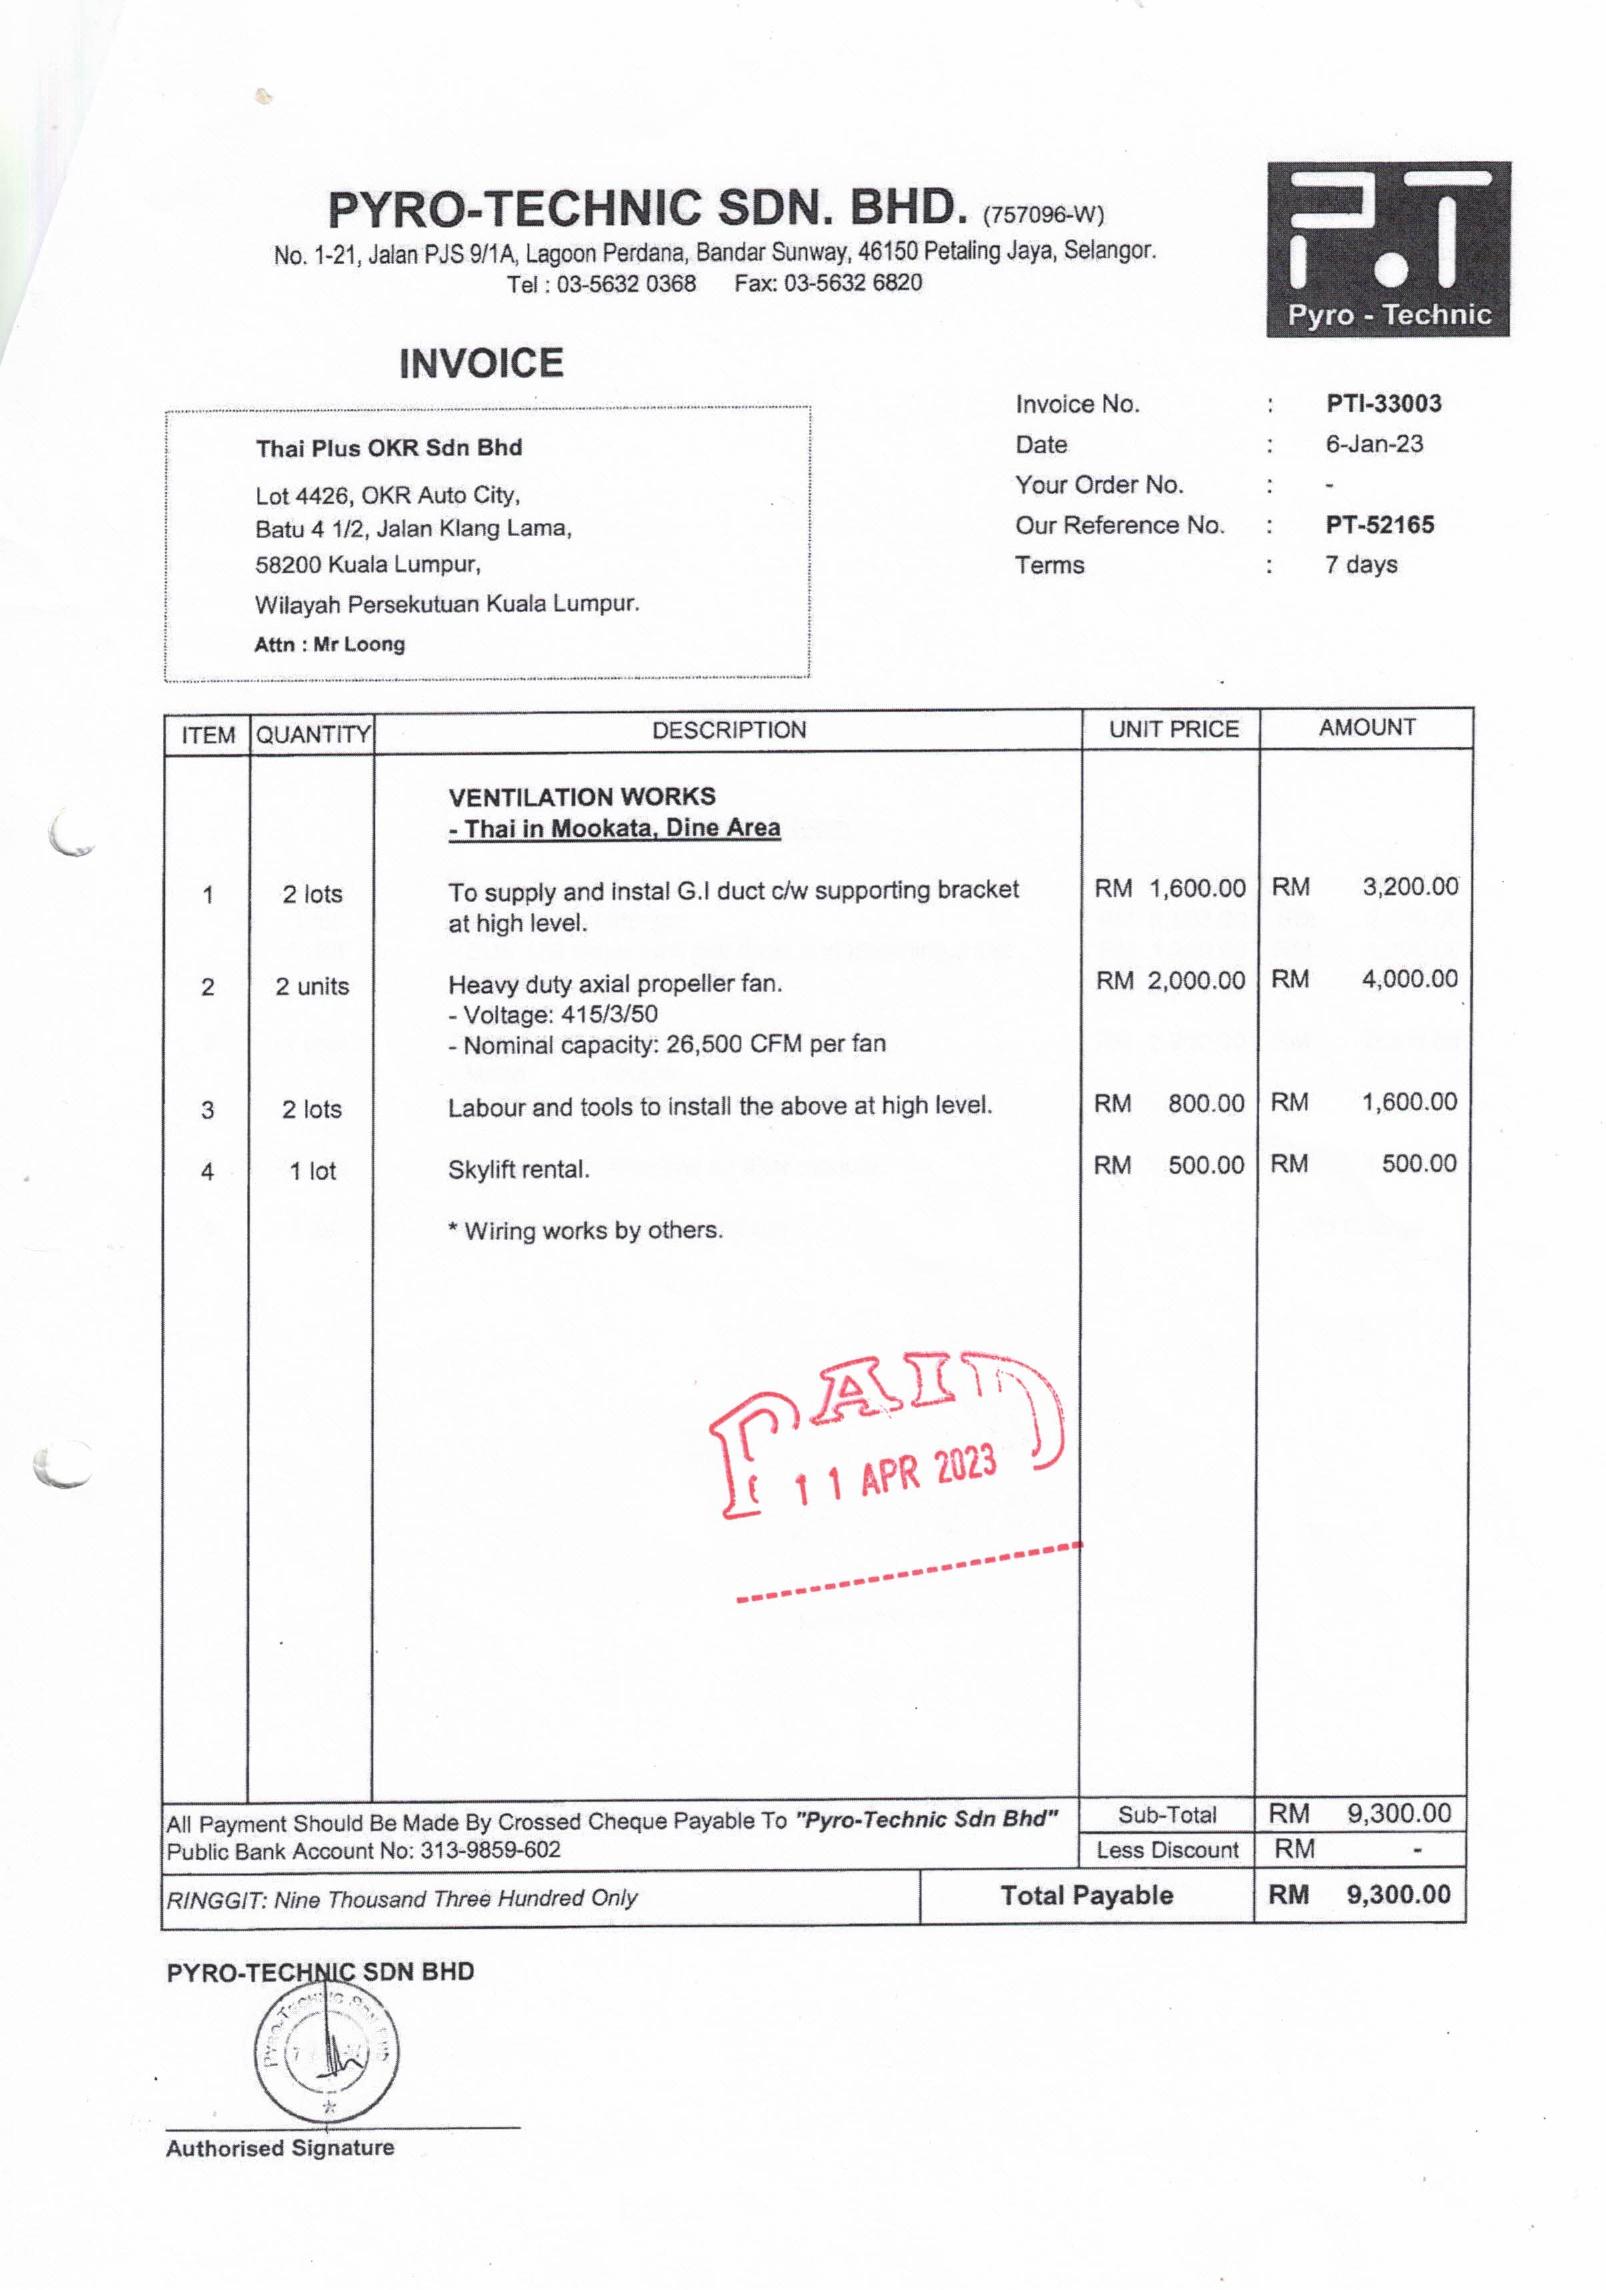 PYRO-TECHNIC SDN. BHD. (757096-W)
No. 1-21, Jalan PJS 9/1A, Lagoon Perdana, Bandar Sunway, 46150 Petaling Jaya, Selangor.
Tel : 03-5632 0368 Fax: 03-5632 6820
P.T
Pyro - Technic
INVOICE
Thai Plus OKR Sdn Bhd
Lot 4426, OKR Auto City,
Batu 4 1/2, Jalan Klang Lama,
58200 Kuala Lumpur,
Wilayah Persekutuan Kuala Lumpur.
Attn : Mr Loong
Invoice No. : PTI-33003
Date : 6-Jan-23
Your Order No. : -
Our Reference No. : PT-52165
Terms : 7 days
ITEM QUANTITY DESCRIPTION UNIT PRICE AMOUNT
VENTILATION WORKS
- Thai in Mookata, Dine Area
1 2 lots To supply and instal G.I duct c/w supporting bracket RM 1,600.00 RM 3,200.00
at high level.
2 2 units Heavy duty axial propeller fan. RM 2,000.00 RM 4,000.00
- Voltage: 415/3/50
- Nominal capacity: 26,500 CFM per fan
3 2 lots Labour and tools to install the above at high level. RM 800.00 RM 1,600.00
4 1 lot Skylift rental. RM 500.00 RM 500.00
* Wiring works by others.
PAID
11 APR 2023
All Payment Should Be Made By Crossed Cheque Payable To "Pyro-Technic Sdn Bhd" Sub-Total RM 9,300.00
Public Bank Account No: 313-9859-602 Less Discount RM -
RINGGIT: Nine Thousand Three Hundred Only Total Payable RM 9,300.00
PYRO-TECHNIC SDN BHD
PYRO-TECHNIC SDN BHD
Authorised Signature